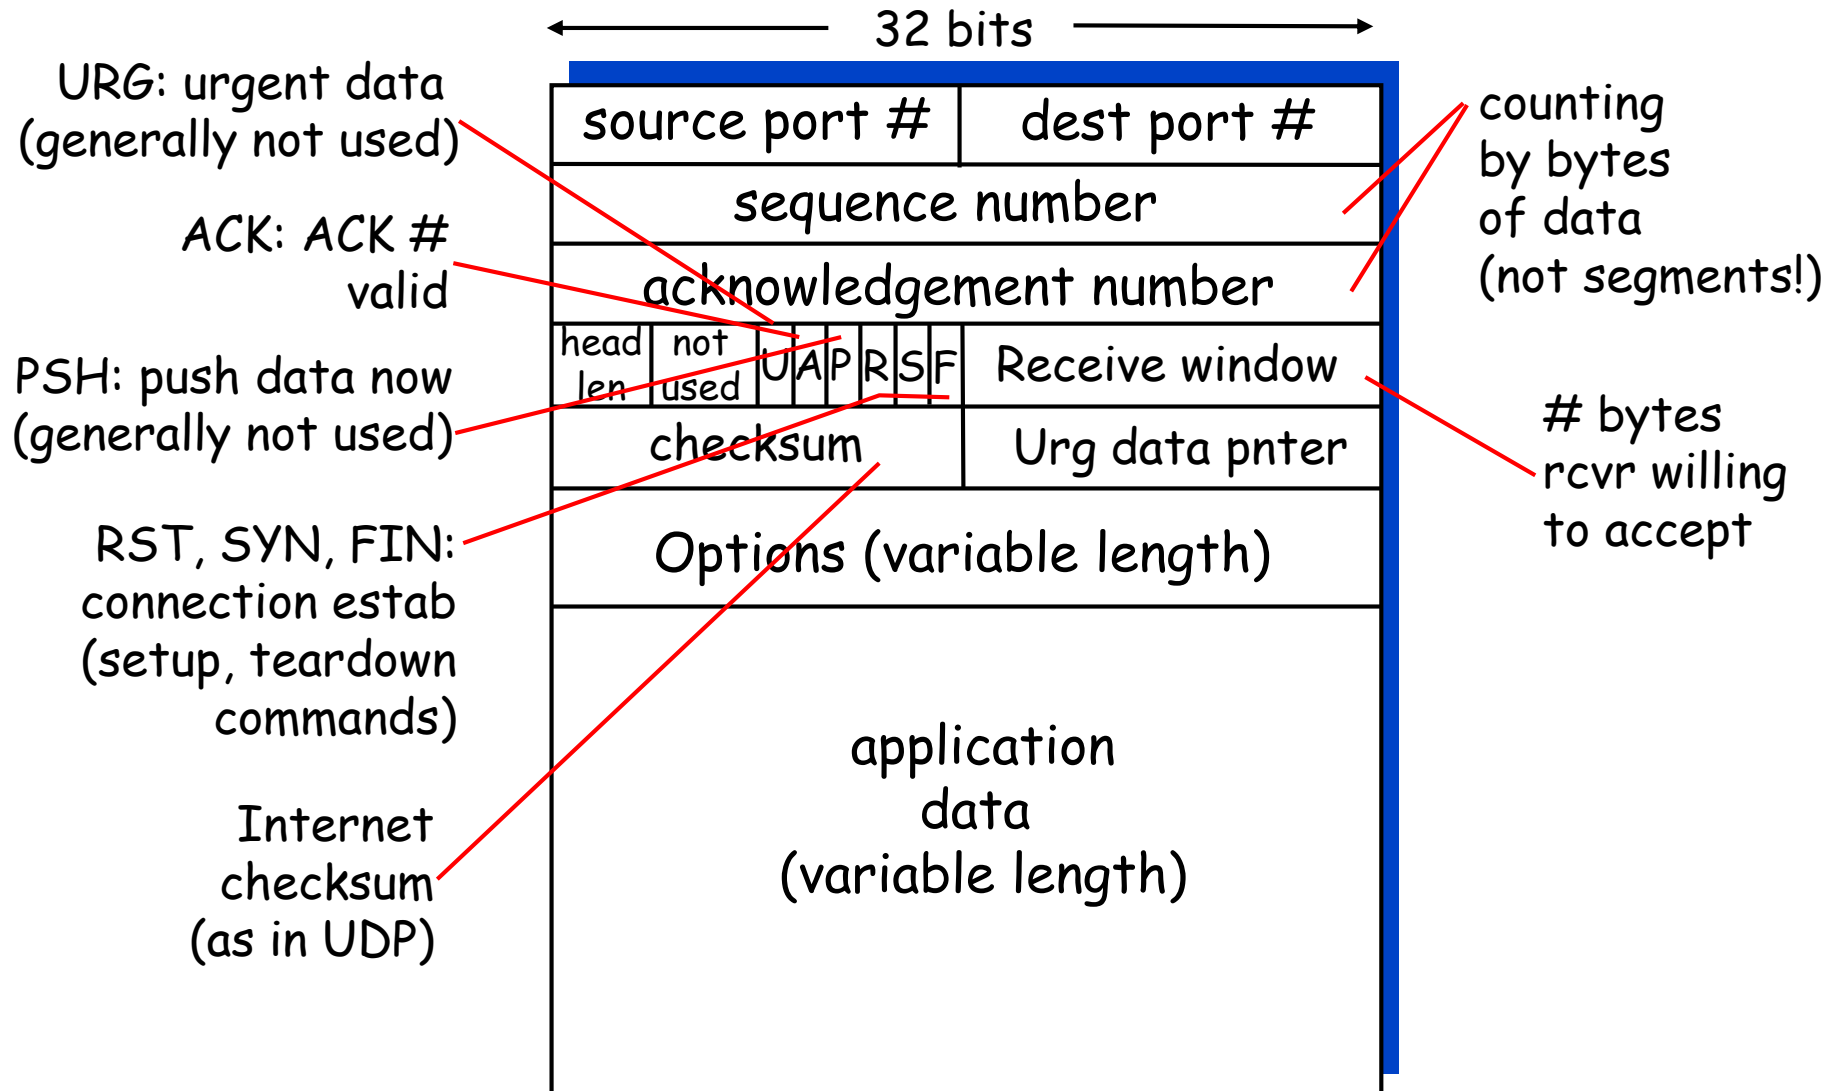 32 bits
URG: urgent data
(generally not used)
ACK: ACK #
valid
PSH: push data now
(generally not used)
RST, SYN, FIN:
connection estab
(setup, teardown
commands)
Internet
checksum
(as in UDP)
source port #
dest port #
sequence number
acknowledgement number
head
len
not
used
U
A
P
R
S
F
Receive window
checksum
Urg data pnter
Options (variable length)
application
data
(variable length)
counting
by bytes
of data
(not segments!)
# bytes
rcvr willing
to accept